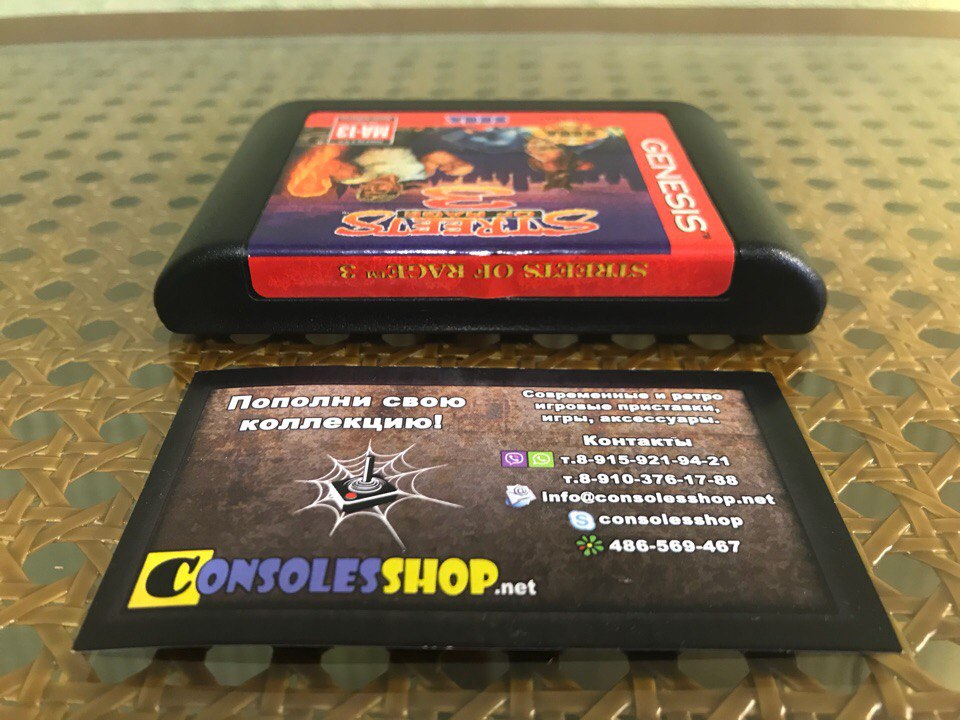 MA-13
SEGA
GENESIS™
STREETS
OF RAGE
3
STREETS OF RAGE™ 3
Пополни свою
коллекцию!
CONSOLESSHOP.net
Современные и ретро
игровые приставки,
игры, аксессуары.
Контакты
т.8-915-921-94-21
т.8-910-376-17-88
info@consolesshop.net
consolesshop
486-569-467